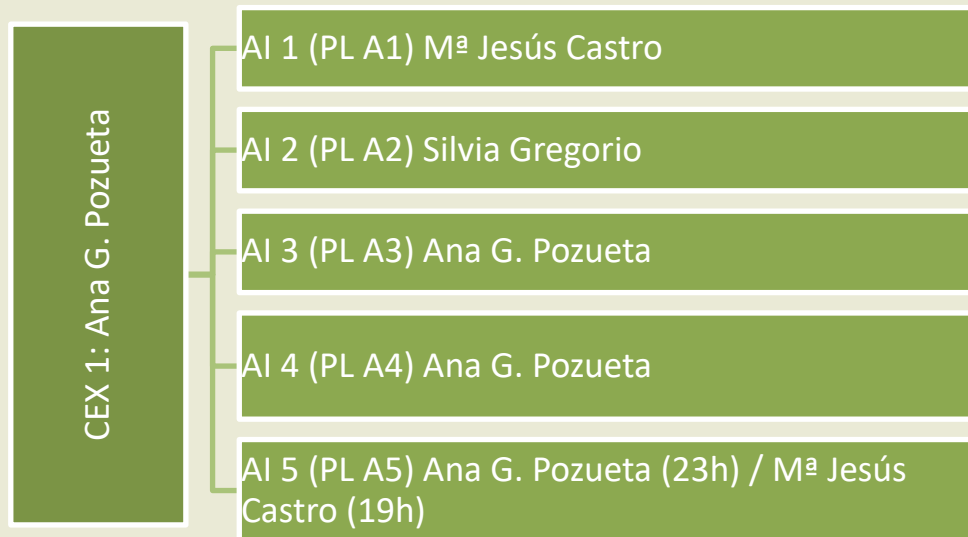 CEX 1: Ana G. Pozueta
AI 1 (PL A1) Mª Jesús Castro
AI 2 (PL A2) Silvia Gregorio
AI 3 (PL A3) Ana G. Pozueta
AI 4 (PL A4) Ana G. Pozueta
AI 5 (PL A5) Ana G. Pozueta (23h) / Mª Jesús
Castro (19h)